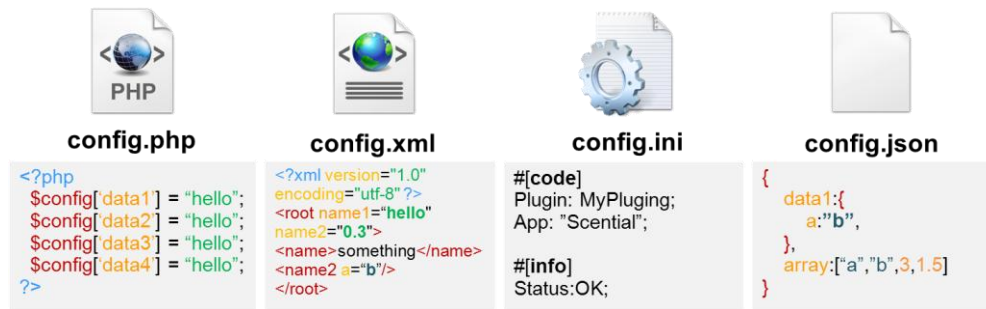 PHP
config.php
<?php
$config[‘data1’] = “hello”;
$config[‘data2’] = “hello”;
$config[‘data3’] = “hello”;
$config[‘data4’] = “hello”;
?>
config.xml
<?xml version="1.0"
encoding="utf-8" ?>
<root name1=“hello"
name2="0.3">
<name>something</name>
<name2 a=“b”/>
</root>
config.ini
#[code]
Plugin: MyPluging;
App: ”Scential”;
#[info]
Status:OK;
config.json
{
data1:{
a:”b”,
},
array:[“a”,”b”,3,1.5]
}